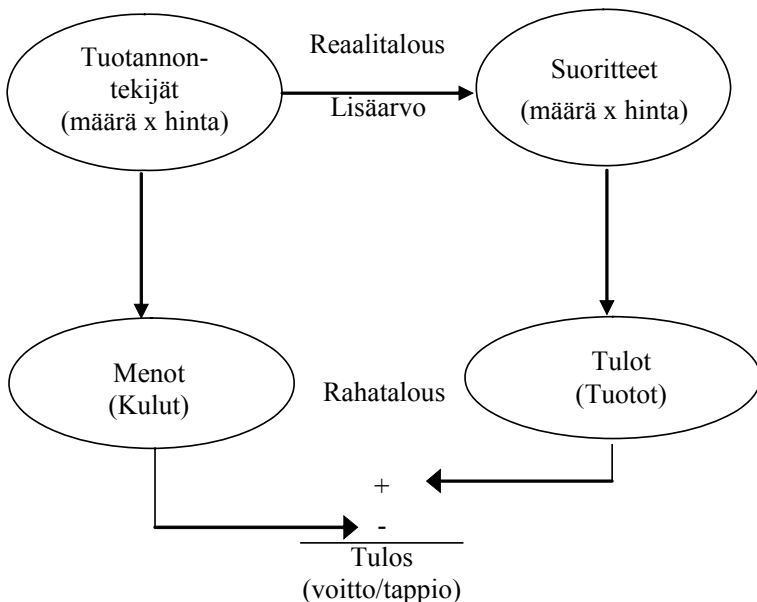 Tuotannon-
tekijät
(määrä x hinta)
Reaalitalous
Lisäarvo
Suoritteet
(määrä x hinta)
Menot
(Kulut)
Rahatalous
Tulot
(Tuotot)
+
-
Tulos
(voitto/tappio)